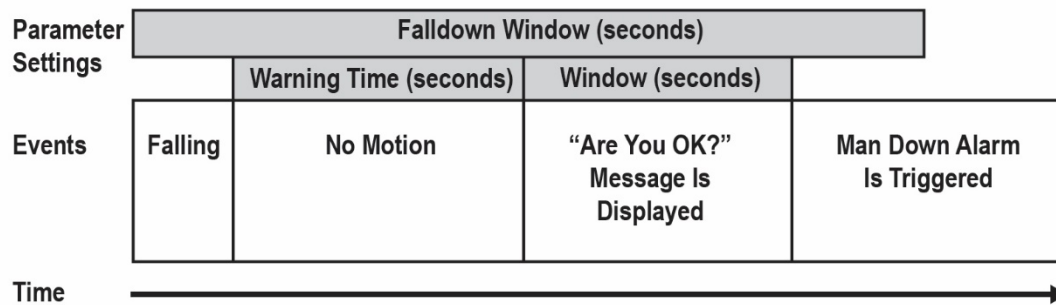 Parameter Settings
Falldown Window (seconds)
Warning Time (seconds)
Window (seconds)
Events
Falling
No Motion
“Are You OK?”
Message Is
Displayed
Man Down Alarm
Is Triggered
Time